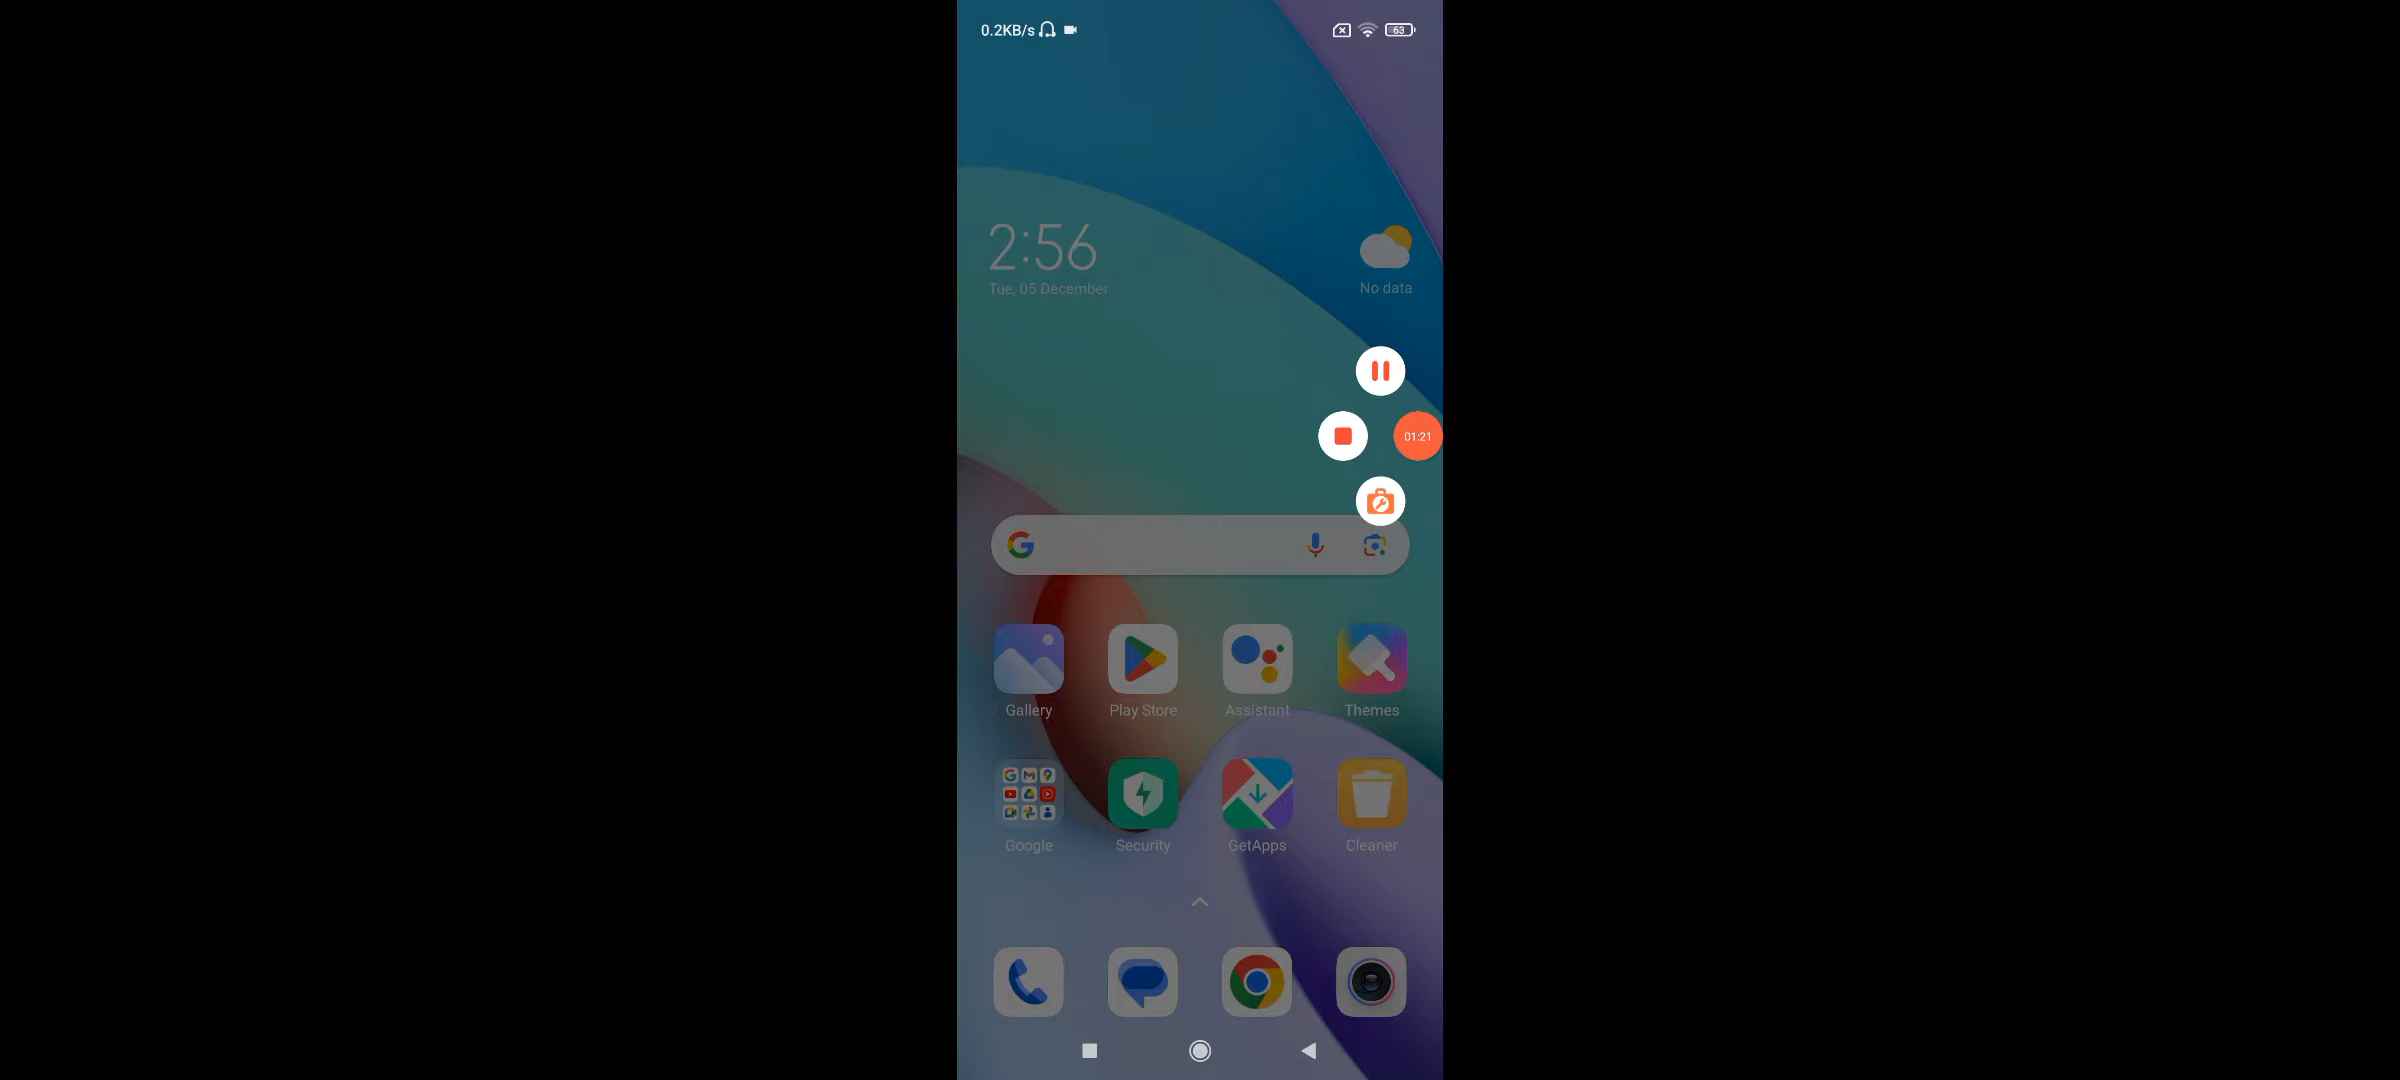 0.2KB/s
63
2:56
Tue, 05 December
No data
01:21
Gallery
Play Store
Assistant
Themes
Google
Security
GetApps
Cleaner